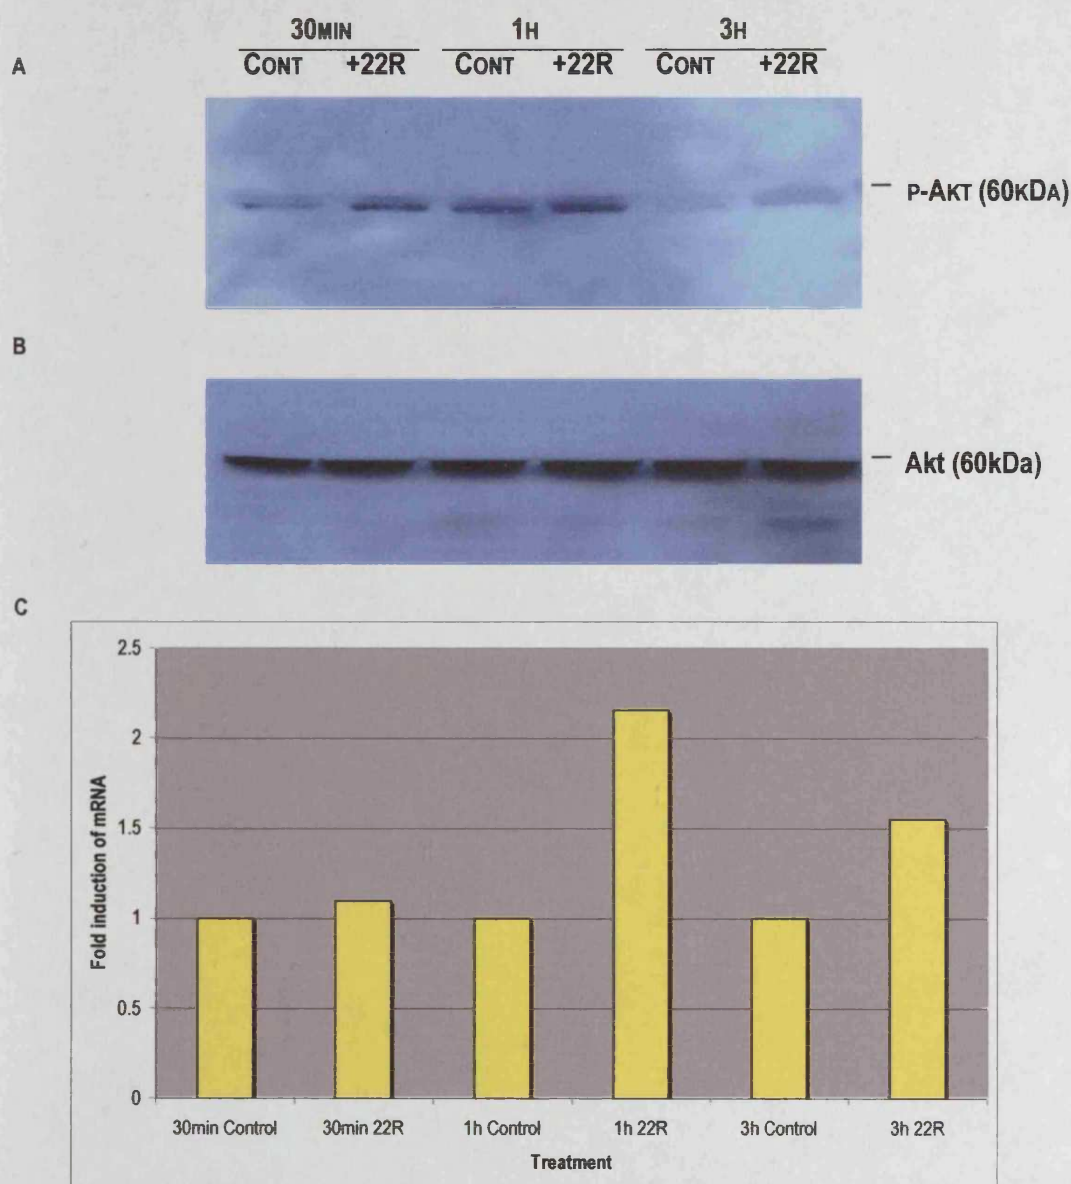 30MIN 1H 3H
A
CONT +22R CONT +22R CONT +22R
P-AKT (60KDA)
B
Akt (60kDa)
C
2.5
2
1.5
1
0.5
0
Fold induction of mRNA
30min Control 30min 22R 1h Control 1h 22R 3h Control 3h 22R
Treatment